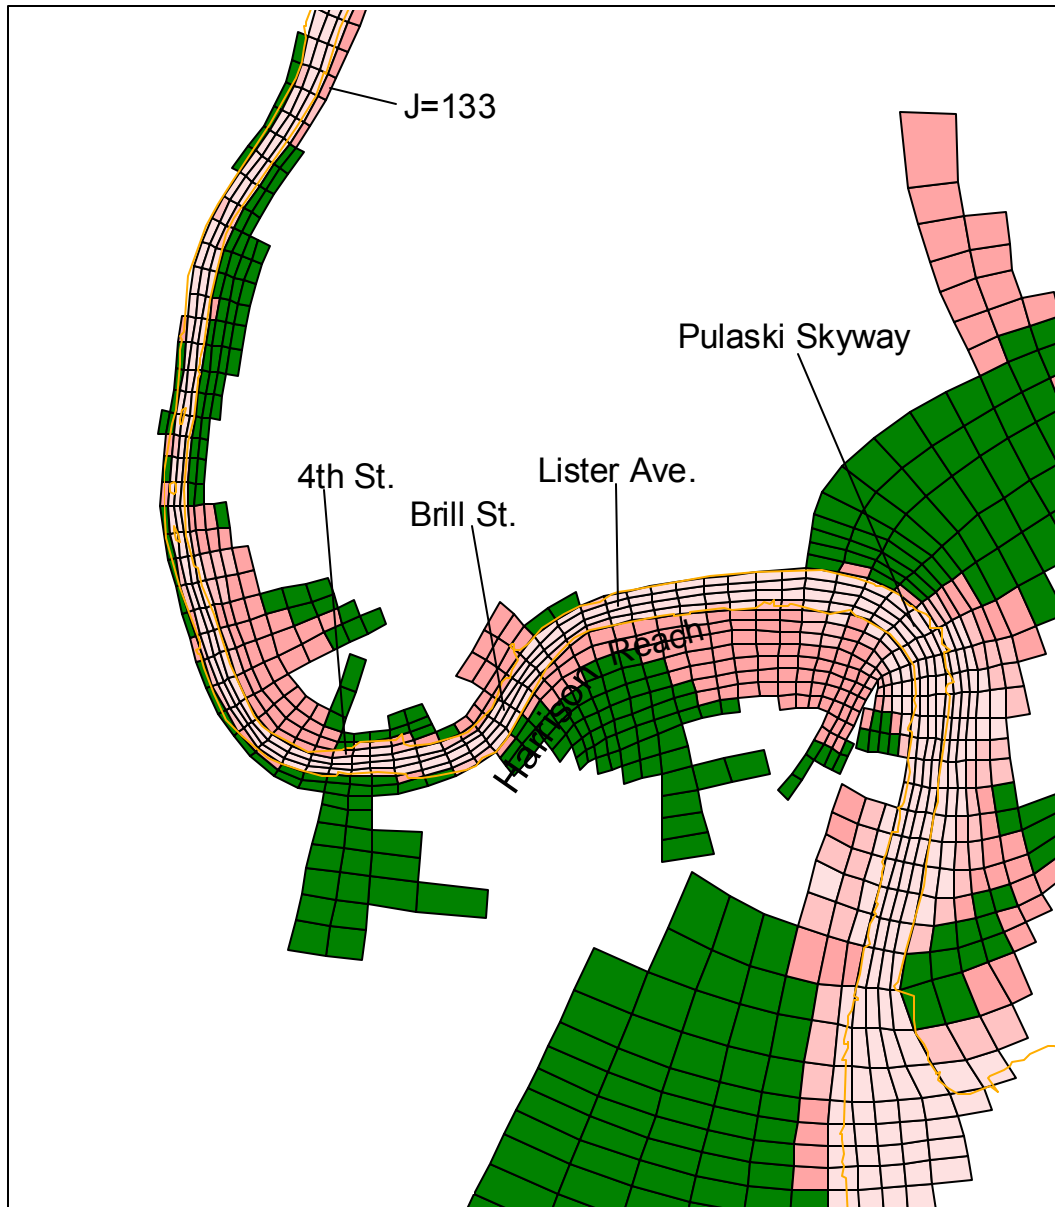 J=133
Pulaski Skyway
Lister Ave.
4th St.
Brill St.
Harrison Reach